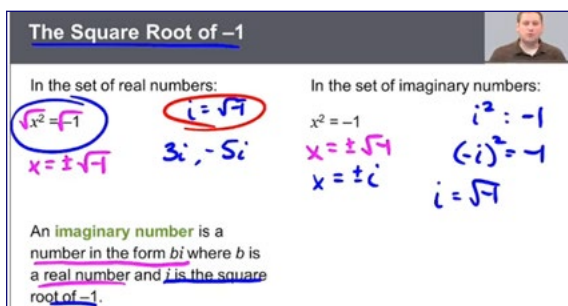 The Square Root of –1
In the set of real numbers:
√x² = √–1
x = ± √–1
i = √–1
3i, –5i
An imaginary number is a
number in the form bi where b is
a real number and i is the square
root of –1.
In the set of imaginary numbers:
x² = –1
x = ± √–1
x = ± i
i² = –1
(–i)² = –1
i = √–1